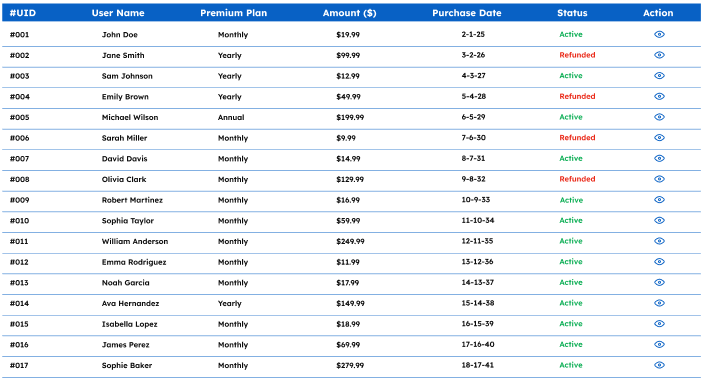 #UID User Name Premium Plan Amount ($) Purchase Date Status Action
#001 John Doe Monthly $19.99 2-1-25 Active
#002 Jane Smith Yearly $99.99 3-2-26 Refunded
#003 Sam Johnson Yearly $12.99 4-3-27 Active
#004 Emily Brown Yearly $49.99 5-4-28 Refunded
#005 Michael Wilson Annual $199.99 6-5-29 Active
#006 Sarah Miller Monthly $9.99 7-6-30 Refunded
#007 David Davis Monthly $14.99 8-7-31 Active
#008 Olivia Clark Monthly $129.99 9-8-32 Refunded
#009 Robert Martinez Monthly $16.99 10-9-33 Active
#010 Sophia Taylor Monthly $59.99 11-10-34 Active
#011 William Anderson Monthly $249.99 12-11-35 Active
#012 Emma Rodriguez Monthly $11.99 13-12-36 Active
#013 Noah Garcia Monthly $17.99 14-13-37 Active
#014 Ava Hernandez Yearly $149.99 15-14-38 Active
#015 Isabella Lopez Monthly $18.99 16-15-39 Active
#016 James Perez Monthly $69.99 17-16-40 Active
#017 Sophie Baker Monthly $279.99 18-17-41 Active